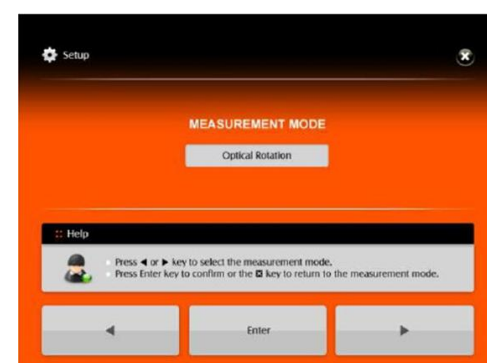 Setup
MEASUREMENT MODE
Optical Rotation
:: Help
Press ◄ or ► key to select the measurement mode.
Press Enter key to confirm or the ⊠ key to return to the measurement mode.
◄ Enter ►